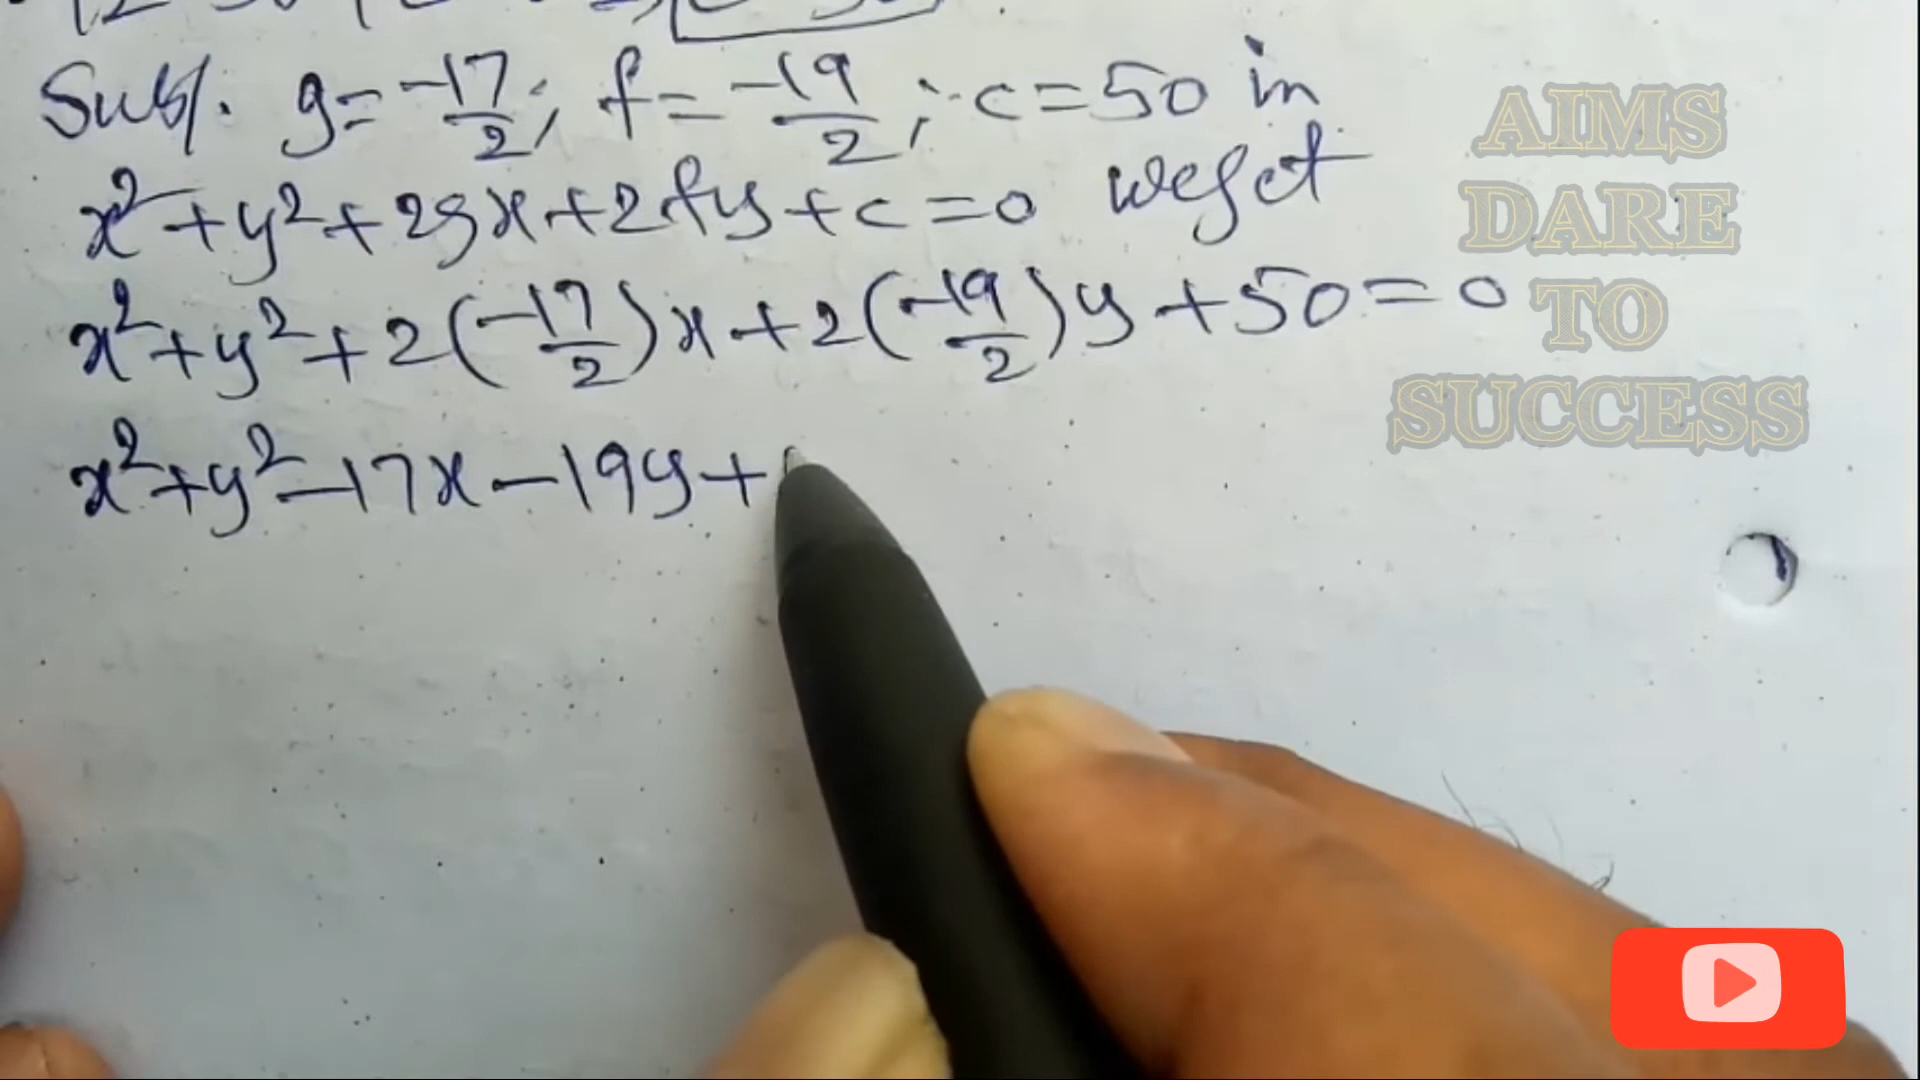 Sub/. g = -17/2; f = -19/2; c = 50 in
x² + y² + 2gx + 2fy + c = 0 we get
x² + y² + 2(-17/2)x + 2(-19/2)y + 50 = 0
x² + y² - 17x - 19y +
AIMS
DARE
TO
SUCCESS